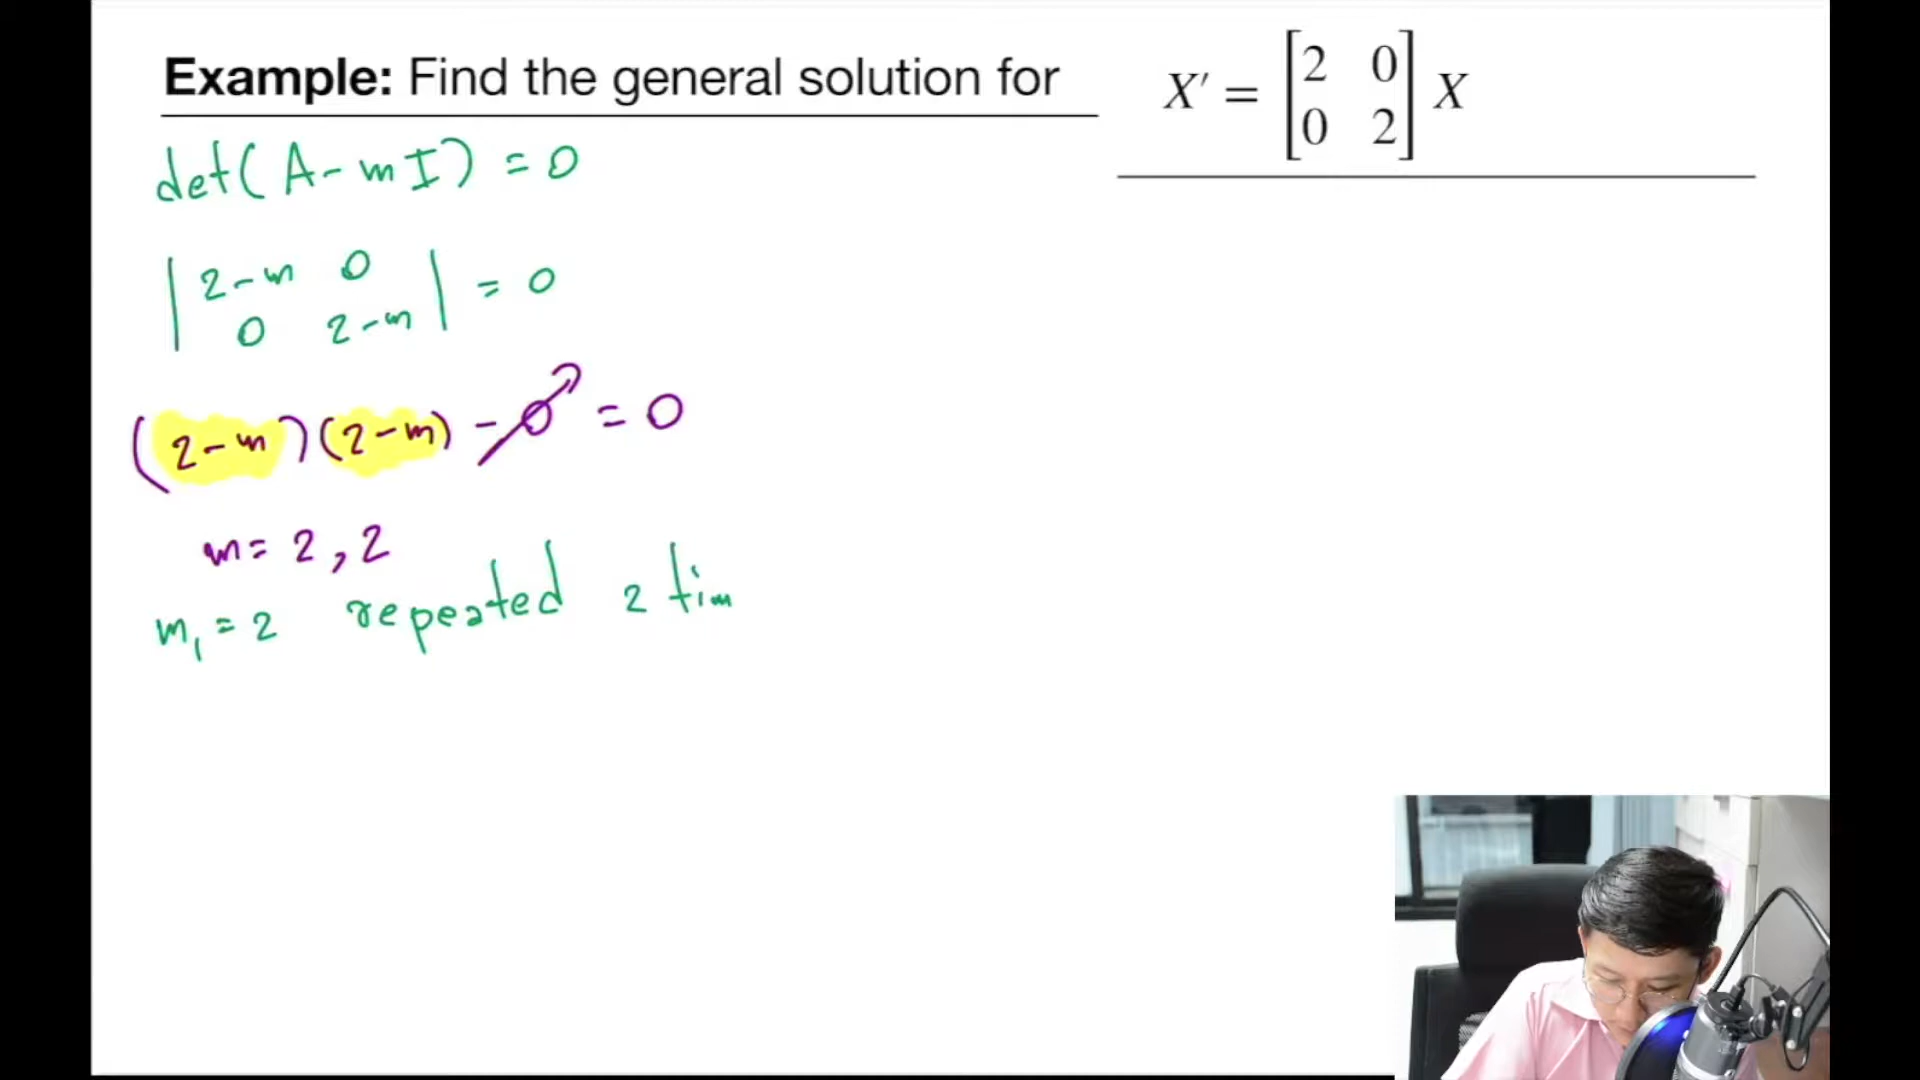 Example: Find the general solution for X′ = [2 0; 0 2] X
det(A-mI) = 0
|2-m 0; 0 2-m| = 0
(2-m)(2-m) - 0 = 0
m = 2, 2
m₁ = 2 repeated 2 tim